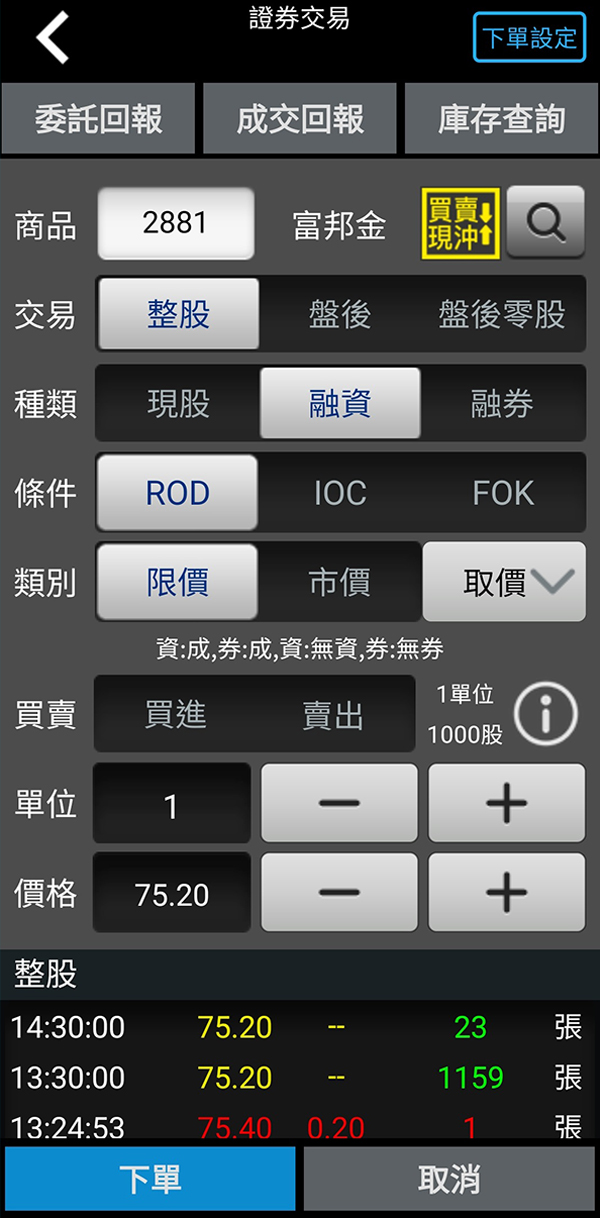 證券交易
下單設定
委託回報 成交回報 庫存查詢
商品 2881 富邦金 買賣現沖
交易 整股 盤後 盤後零股
種類 現股 融資 融券
條件 ROD IOC FOK
類別 限價 市價 取價
資:成,券:成,資:無資,券:無券
買賣 買進 賣出 1單位 1000股
單位 1 − +
價格 75.20 − +
整股
14:30:00 75.20 -- 23 張
13:30:00 75.20 -- 1159 張
13:24:53 75.40 0.20 1 張
下單 取消